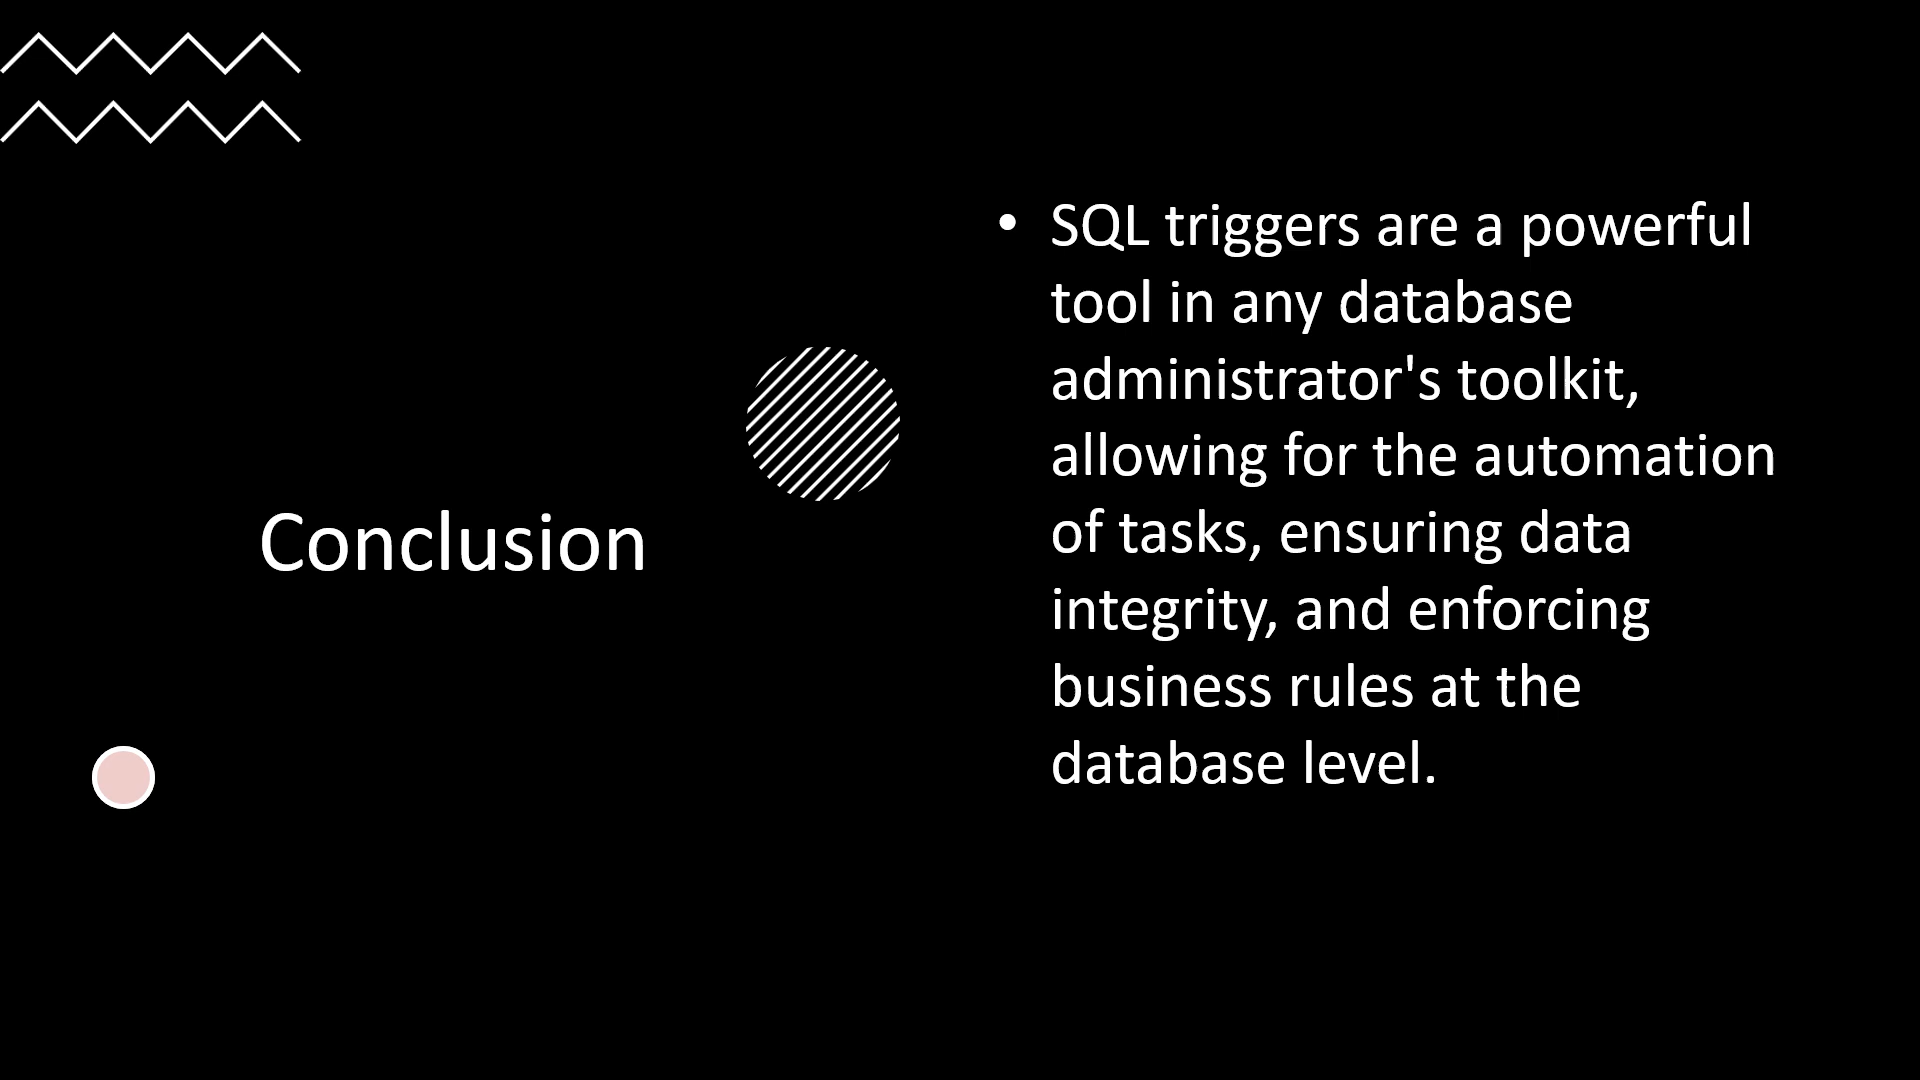 Conclusion
• SQL triggers are a powerful
tool in any database
administrator's toolkit,
allowing for the automation
of tasks, ensuring data
integrity, and enforcing
business rules at the
database level.